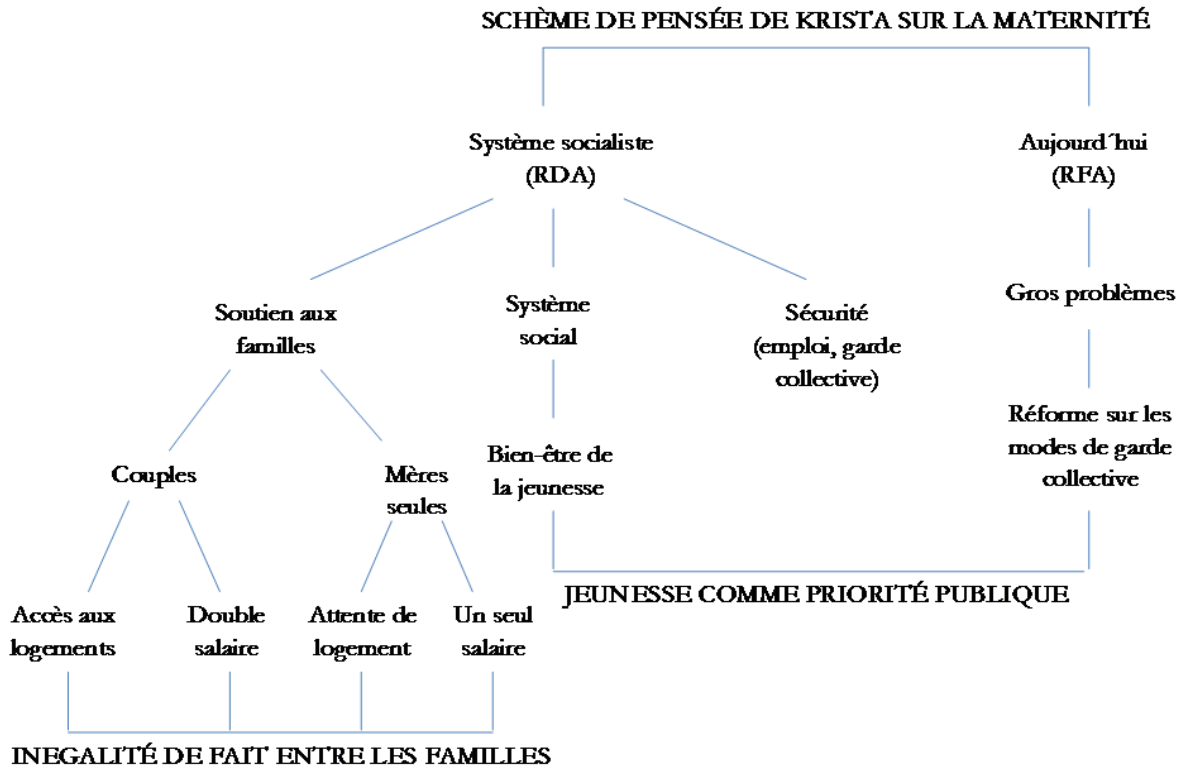 SCHÈME DE PENSÉE DE KRISTA SUR LA MATERNITÉ
Système socialiste
(RDA)
Aujourd´hui
(RFA)
Soutien aux
familles
Système
social
Sécurité
(emploi, garde
collective)
Gros problèmes
Couples
Mères
seules
Bien-être de
la jeunesse
Réforme sur les
modes de garde
collective
Accès aux
logements
Double
salaire
Attente de
logement
Un seul
salaire
JEUNESSE COMME PRIORITÉ PUBLIQUE
INEGALITÉ DE FAIT ENTRE LES FAMILLES